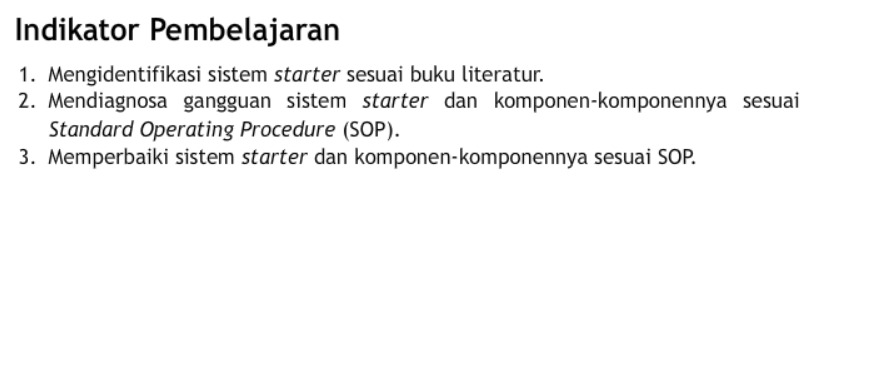 Indikator Pembelajaran
1. Mengidentifikasi sistem starter sesuai buku literatur.
2. Mendiagnosa gangguan sistem starter dan komponen-komponennya sesuai
Standard Operating Procedure (SOP).
3. Memperbaiki sistem starter dan komponen-komponennya sesuai SOP.